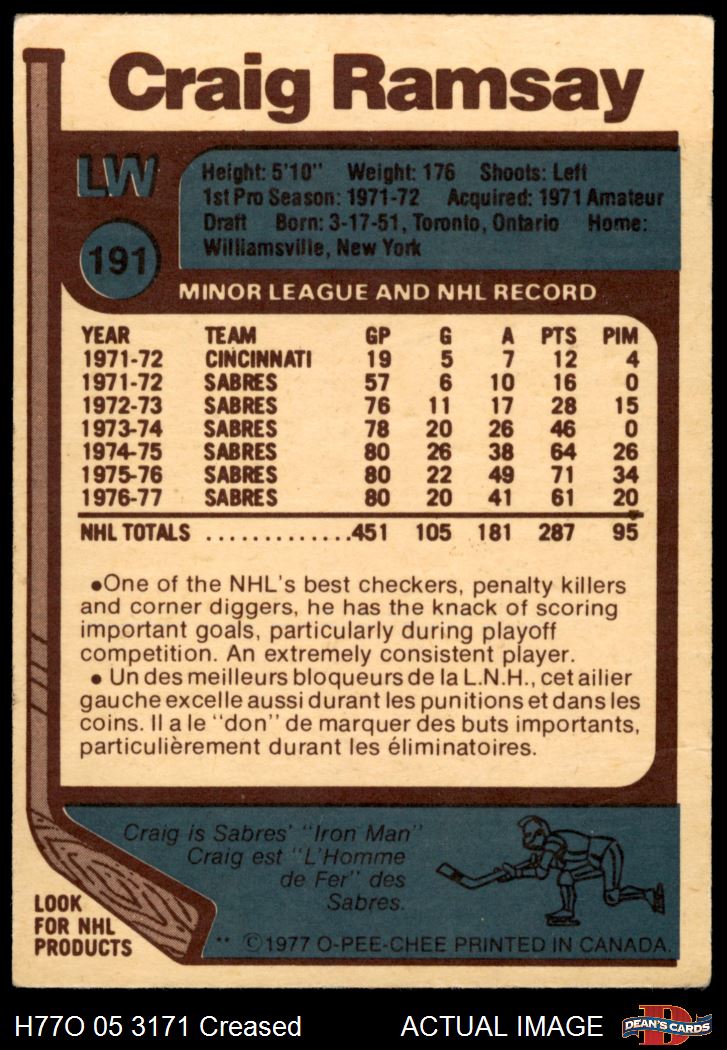 Craig Ramsay
LW
191
Height: 5'10" Weight: 176 Shoots: Left
1st Pro Season: 1971-72 Acquired: 1971 Amateur
Draft Born: 3-17-51, Toronto, Ontario Home:
Williamsville, New York
MINOR LEAGUE AND NHL RECORD
YEAR TEAM GP G A PTS PIM
1971-72 CINCINNATI 19 5 7 12 4
1971-72 SABRES 57 6 10 16 0
1972-73 SABRES 76 11 17 28 15
1973-74 SABRES 78 20 26 46 0
1974-75 SABRES 80 26 38 64 26
1975-76 SABRES 80 22 49 71 34
1976-77 SABRES 80 20 41 61 20
NHL TOTALS .............451 105 181 287 95
●One of the NHL's best checkers, penalty killers
and corner diggers, he has the knack of scoring
important goals, particularly during playoff
competition. An extremely consistent player.
● Un des meilleurs bloqueurs de la L.N.H., cet ailier
gauche excelle aussi durant les punitions et dans les
coins. Il a le "don" de marquer des buts importants,
particulièrement durant les éliminatoires.
Craig is Sabres' "Iron Man"
Craig est "L'Homme
de Fer" des
Sabres.
LOOK
FOR NHL
PRODUCTS
** ©1977 O-PEE-CHEE PRINTED IN CANADA.
H77O 05 3171 Creased ACTUAL IMAGE
D
DEAN'S CARDS